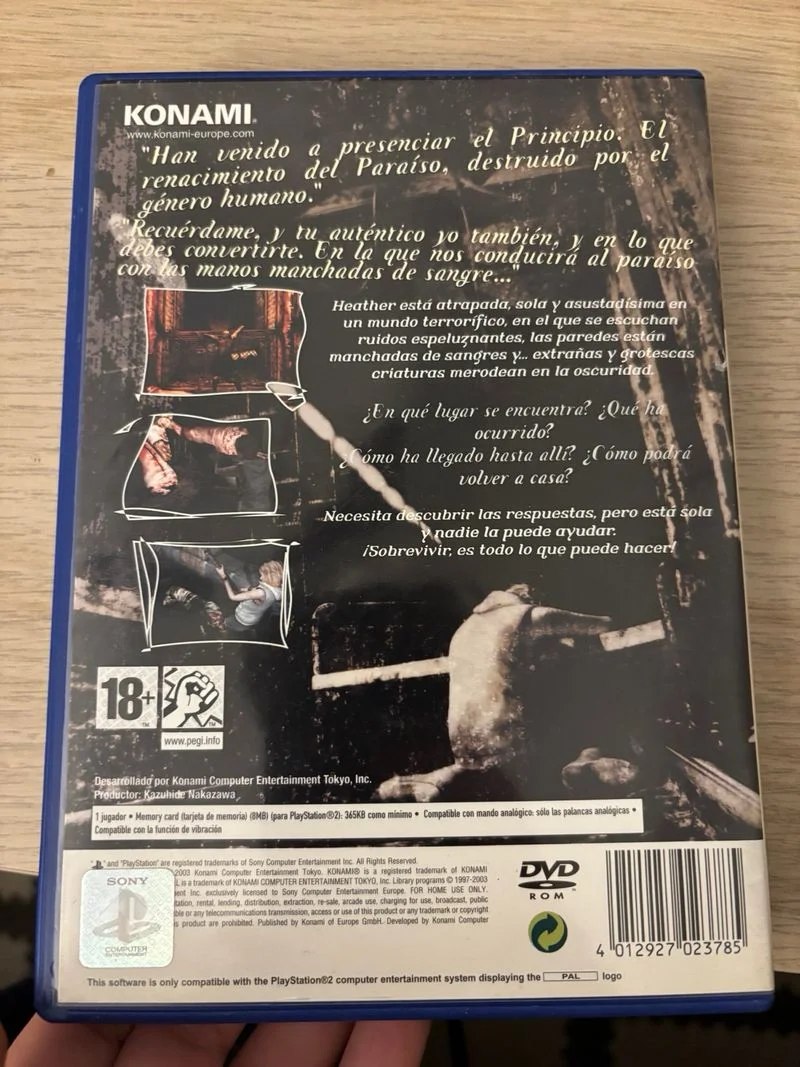 KONAMI®
www.konami-europe.com
"Han venido a presenciar el Principio. El
renacimiento del Paraíso, destruido por el
género humano."
"Recuérdame, y tu auténtico yo también, y en lo que
debes convertirte. En la que nos conducirá al paraíso
con las manos manchadas de sangre..."
Heather está atrapada, sola y asustadísima en
un mundo terrorífico, en el que se escuchan
ruidos espeluznantes, las paredes están
manchadas de sangres y... extrañas y grotescas
criaturas merodean en la oscuridad.
¿En qué lugar se encuentra? ¿Qué ha
ocurrido?
¿Cómo ha llegado hasta allí? ¿Cómo podrá
volver a casa?
Necesita descubrir las respuestas, pero está sola
y nadie la puede ayudar.
¡Sobrevivir, es todo lo que puede hacer!
18+™
™
www.pegi.info
Desarrollado por Konami Computer Entertainment Tokyo, Inc.
Productor: Kazuhide Nakazawa
1 jugador • Memory card (tarjeta de memoria) (8MB) (para PlayStation®2): 365KB como mínimo • Compatible con mando analógico: sólo las palancas analógicas •
Compatible con la función de vibración
and "PlayStation" are registered trademarks of Sony Computer Entertainment Inc. All Rights Reserved.
2003 Konami Computer Entertainment Tokyo. KONAMI® is a registered trademark of KONAMI
L is a trademark of KONAMI COMPUTER ENTERTAINMENT TOKYO, Inc. Library programs © 1997-2003
ent Inc. exclusively licensed to Sony Computer Entertainment Europe. FOR HOME USE ONLY.
tation, rental, lending, distribution, extraction, re-sale, arcade use, charging for use, broadcast, public
ble or any telecommunications transmission, access or use of this product or any trademark or copyright
s product are prohibited. Published by Konami of Europe GmbH. Developed by Konami Computer
SONY
COMPUTER
ENTERTAINMENT
DVD
ROM
4 012927 023785
This software is only compatible with the PlayStation®2 computer entertainment system displaying the PAL logo